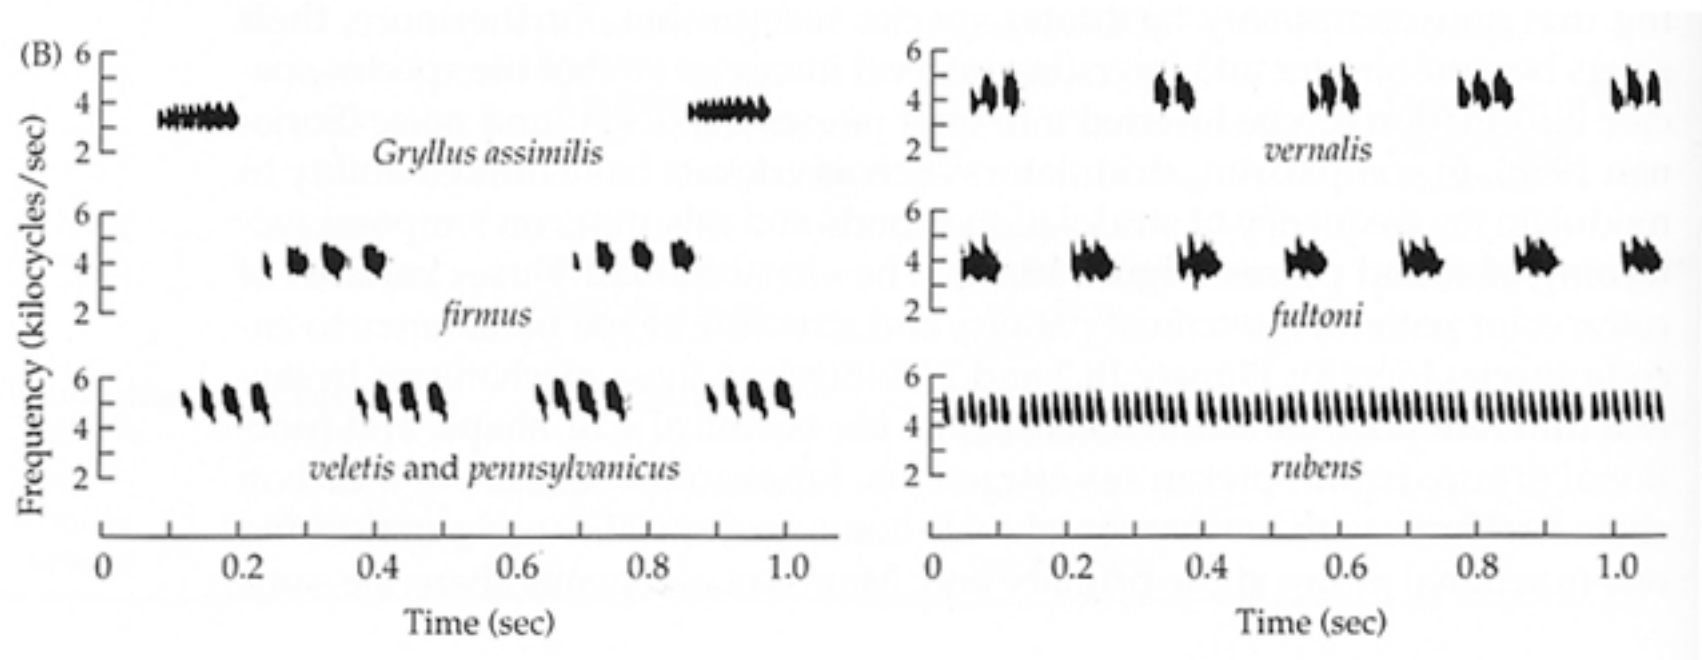 (B)
Frequency (kilocycles/sec)
6
4
2
Gryllus assimilis
6
4
2
firmus
6
4
2
veletis and pennsylvanicus
0 0.2 0.4 0.6 0.8 1.0
Time (sec)
6
4
2
vernalis
6
4
2
fultoni
6
4
2
rubens
0 0.2 0.4 0.6 0.8 1.0
Time (sec)